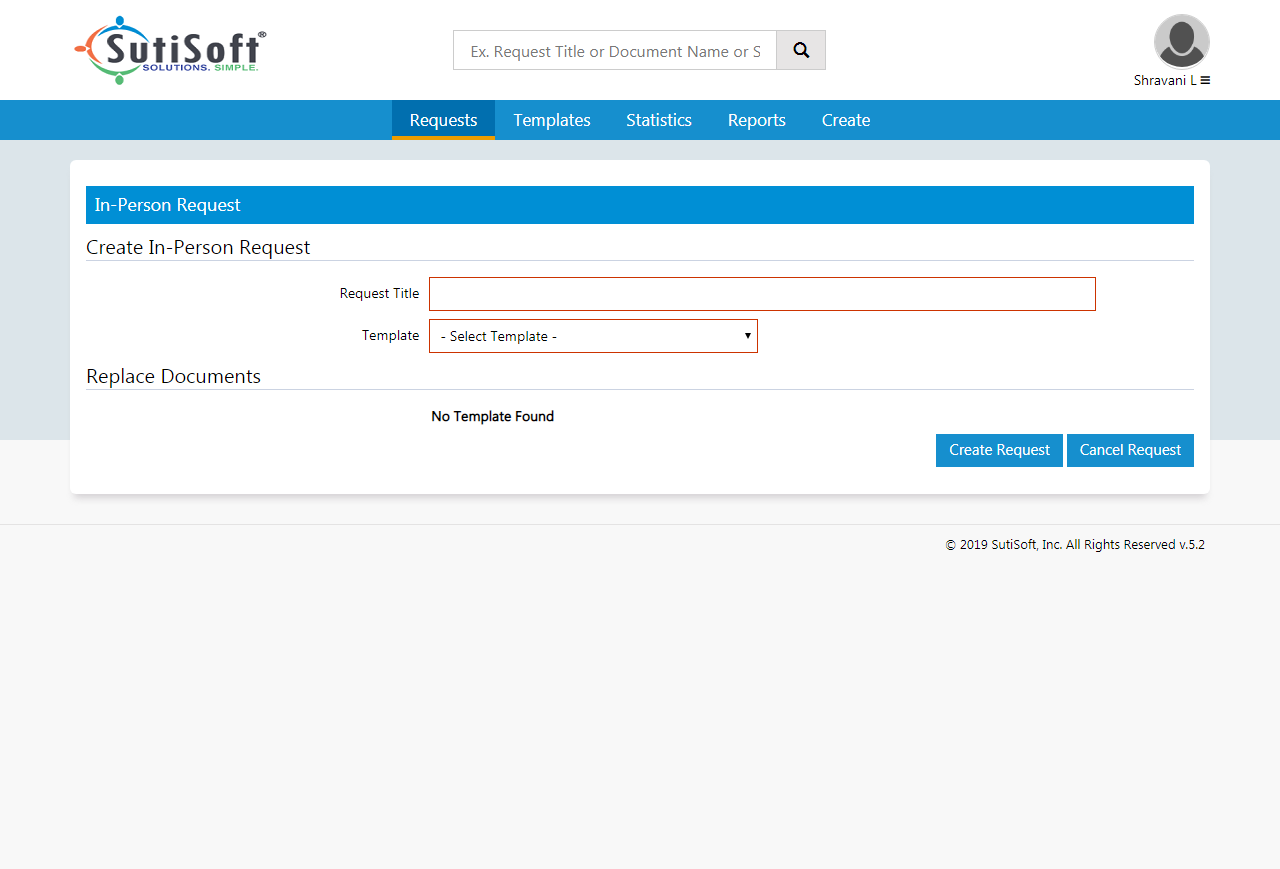 SutiSoft®
SOLUTIONS. SIMPLE.
Ex. Request Title or Document Name or S
Shravani L
Requests Templates Statistics Reports Create
In-Person Request
Create In-Person Request
Request Title
Template - Select Template -
Replace Documents
No Template Found
Create Request Cancel Request
© 2019 SutiSoft, Inc. All Rights Reserved v.5.2